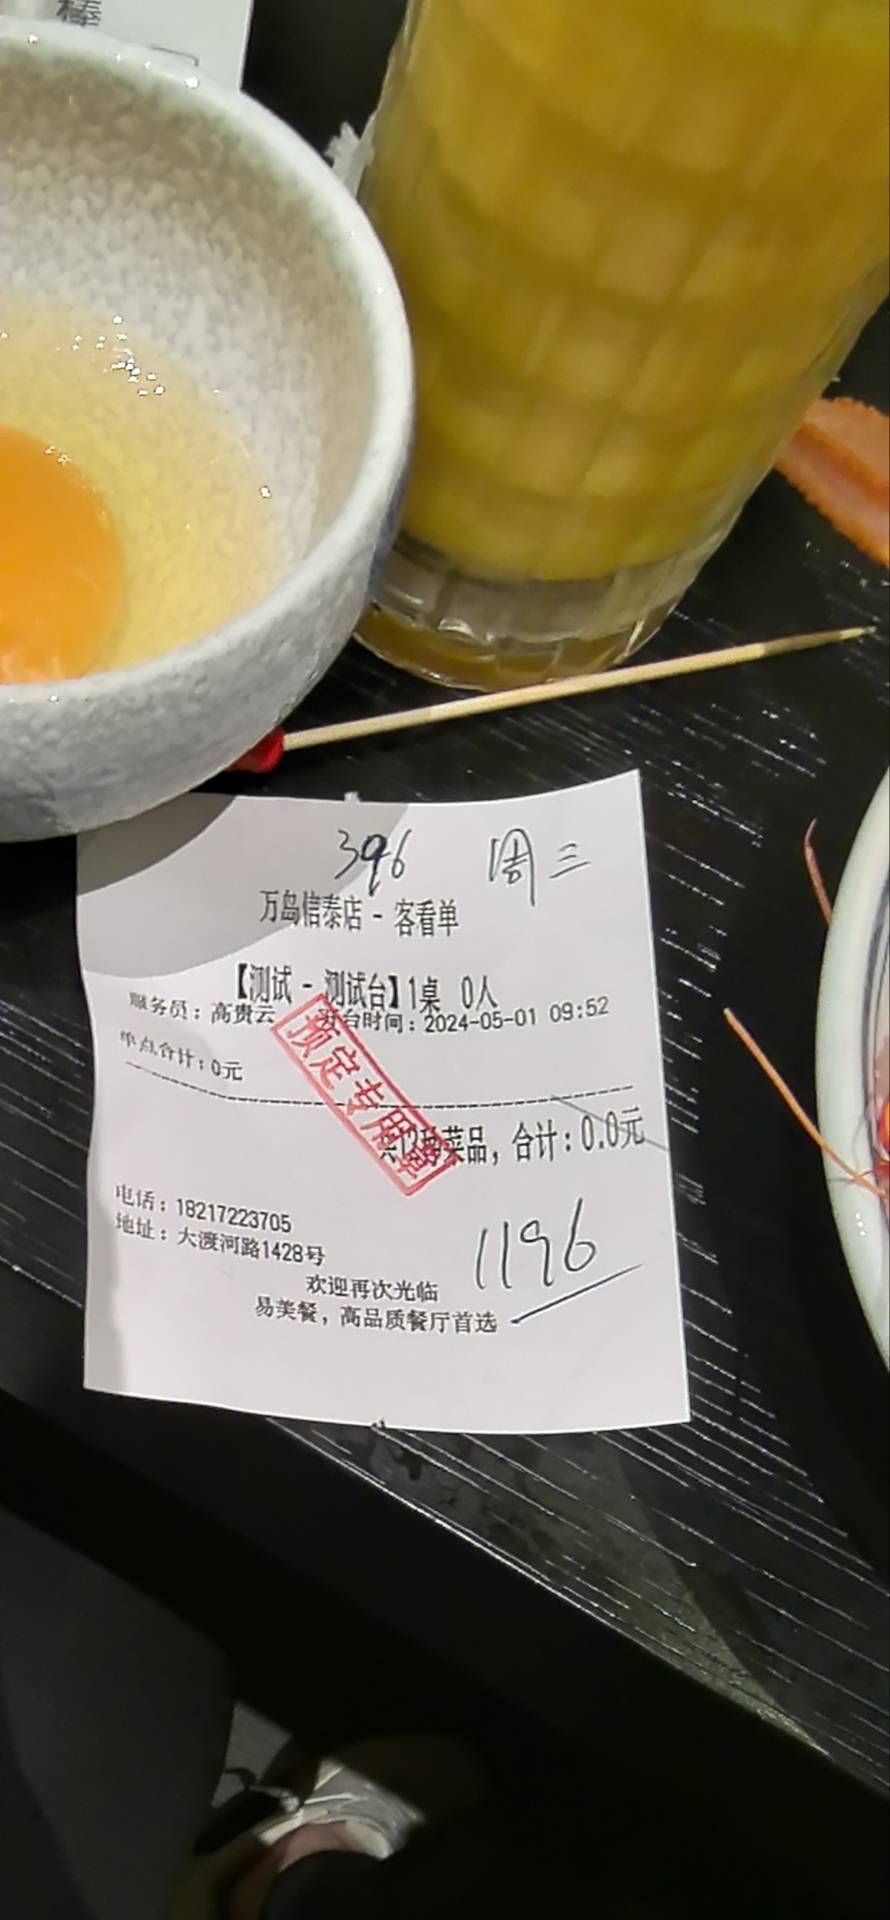 棒
396 周三
万岛信泰店 - 客看单
【测试 - 测试台】1桌 0人
服务员：高贵云 开台时间：2024-05-01 09:52
单点合计：0元
预定专用章
共12种菜品，合计：0.0元
电话：18217223705
地址：大渡河路1428号
1196
欢迎再次光临
易美餐，高品质餐厅首选